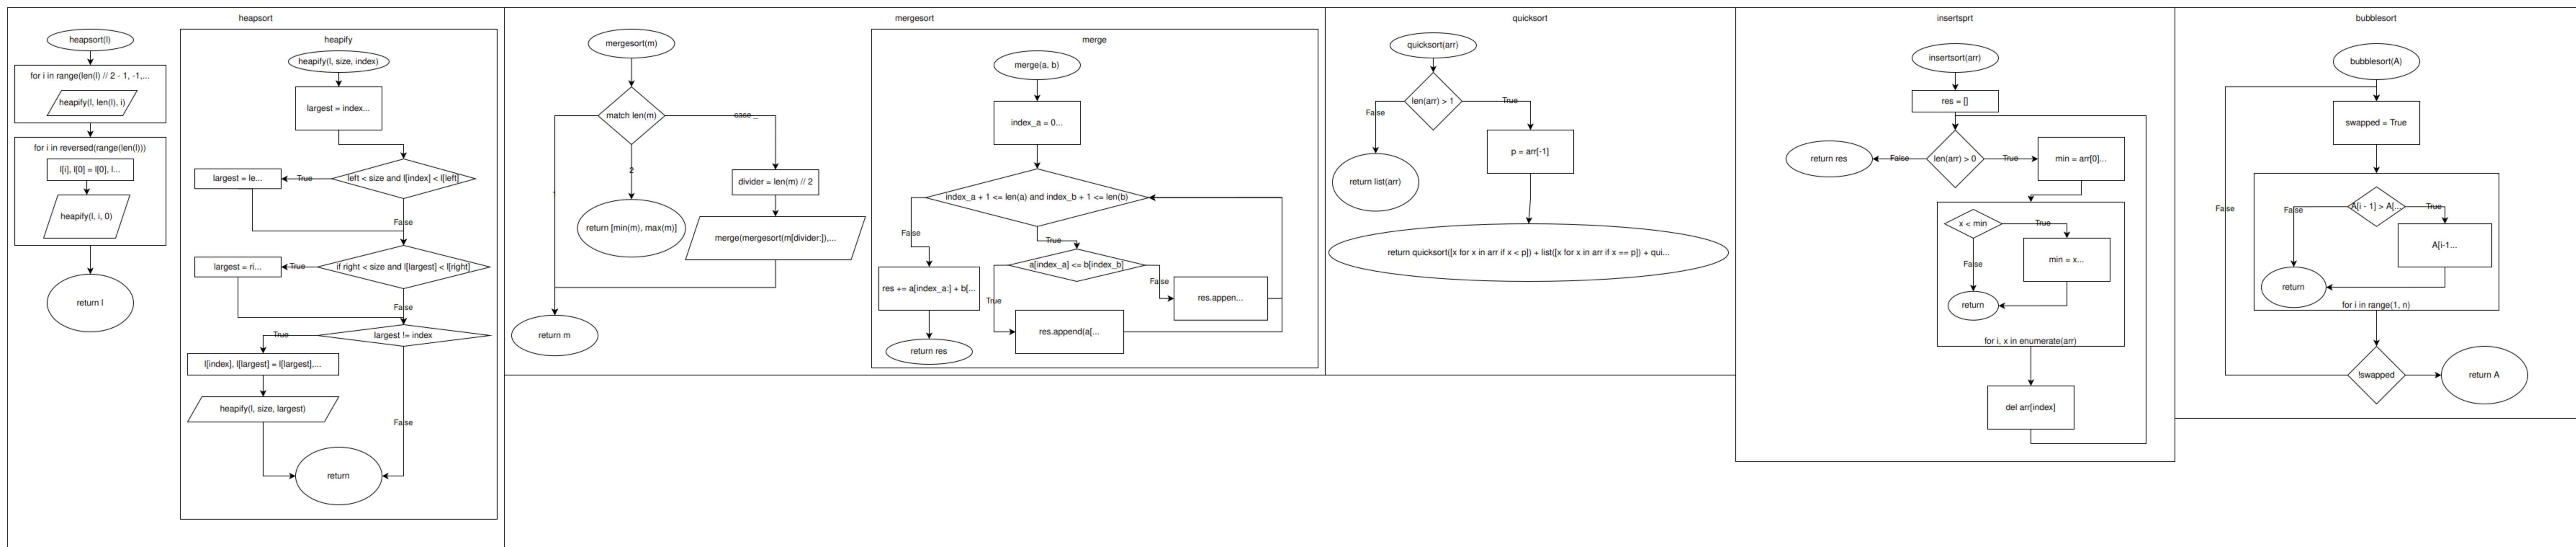 heapsort
heapsort(l)
for i in range(len(l) // 2 - 1, -1,...
heapify(l, len(l), i)
for i in reversed(range(len(l)))
l[i], l[0] = l[0], l...
heapify(l, i, 0)
return l
heapify
heapify(l, size, index)
largest = index...
left < size and l[index] < l[left]
True
largest = le...
False
if right < size and l[largest] < l[right]
True
largest = ri...
False
largest != index
True
l[index], l[largest] = l[largest],...
heapify(l, size, largest)
False
return
mergesort
mergesort(m)
match len(m)
case _
2
1
divider = len(m) // 2
return [min(m), max(m)]
merge(mergesort(m[divider:]),...
return m
merge
merge(a, b)
index_a = 0...
index_a + 1 <= len(a) and index_b + 1 <= len(b)
False
True
a[index_a] <= b[index_b]
res += a[index_a:] + b[...
False
True
res.appen...
res.append(a[...
return res
quicksort
quicksort(arr)
len(arr) > 1
True
False
p = arr[-1]
return list(arr)
return quicksort([x for x in arr if x < p]) + list([x for x in arr if x == p]) + qui...
insertsprt
insertsort(arr)
res = []
len(arr) > 0
False
True
return res
min = arr[0]...
x < min
True
False
min = x...
return
for i, x in enumerate(arr)
del arr[index]
bubblesort
bubblesort(A)
swapped = True
A[i - 1] > A[...
False
True
A[i-1...
return
for i in range(1, n)
False
!swapped
return A